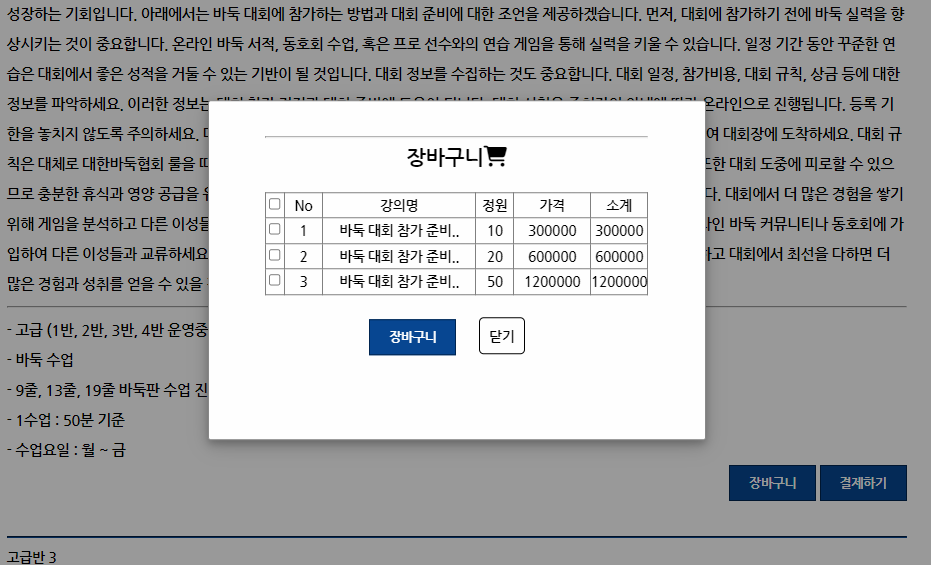 성장하는 기회입니다. 아래에서는 바둑 대회에 참가하는 방법과 대회 준비에 대한 조언을 제공하겠습니다. 먼저, 대회에 참가하기 전에 바둑 실력을 향
상시키는 것이 중요합니다. 온라인 바둑 서적, 동호회 수업, 혹은 프로 선수와의 연습 게임을 통해 실력을 키울 수 있습니다. 일정 기간 동안 꾸준한 연
습은 대회에서 좋은 성적을 거둘 수 있는 기반이 될 것입니다. 대회 정보를 수집하는 것도 중요합니다. 대회 일정, 참가비용, 대회 규칙, 상금 등에 대한
정보를 파악하세요. 이러한 정보는 온라인으로 진행됩니다. 등록 기
한을 놓치지 않도록 주의하세요. 여 대회장에 도착하세요. 대회 규
칙은 대체로 대한바둑협회 룰을 따 또한 대회 도중에 피로할 수 있으
므로 충분한 휴식과 영양 공급을 다. 대회에서 더 많은 경험을 쌓기
위해 게임을 분석하고 다른 이성들 라인 바둑 커뮤니티나 동호회에 가
입하여 다른 이성들과 교류하세요 하고 대회에서 최선을 다하면 더
많은 경험과 성취를 얻을 수 있을
- 고급 (1반, 2반, 3반, 4반 운영중
- 바둑 수업
- 9줄, 13줄, 19줄 바둑판 수업 진
- 1수업 : 50분 기준
- 수업요일 : 월 ~ 금
장바구니
No 강의명 정원 가격 소계
1 바둑 대회 참가 준비.. 10 300000 300000
2 바둑 대회 참가 준비.. 20 600000 600000
3 바둑 대회 참가 준비.. 50 1200000 1200000
장바구니 닫기
장바구니 결제하기
고급반 3